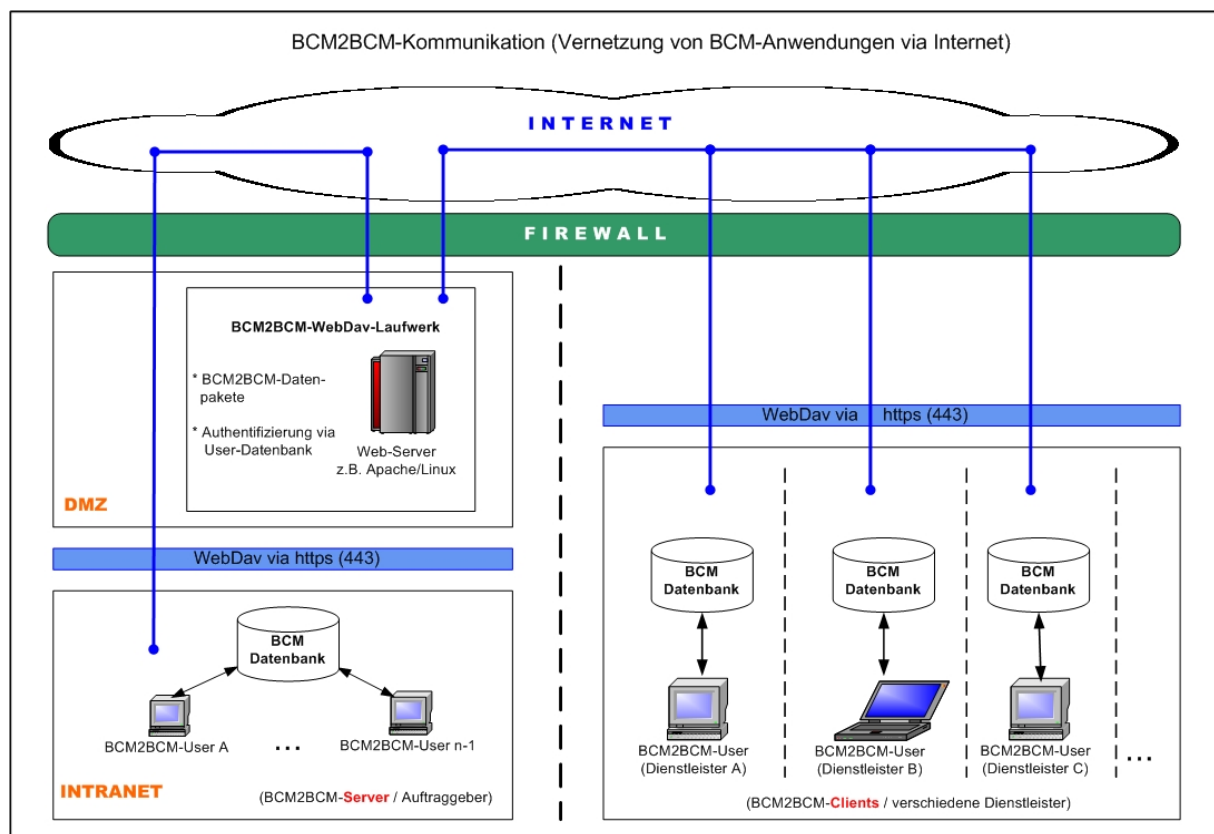 BCM2BCM-Kommunikation (Vernetzung von BCM-Anwendungen via Internet)
INTERNET
FIREWALL
BCM2BCM-WebDav-Laufwerk
* BCM2BCM-Daten-
pakete
* Authentifizierung via
User-Datenbank
Web-Server
z.B. Apache/Linux
DMZ
WebDav via https (443)
BCM
Datenbank
BCM2BCM-User A
...
BCM2BCM-User n-1
INTRANET
(BCM2BCM-Server / Auftraggeber)
WebDav via https (443)
BCM
Datenbank
BCM
Datenbank
BCM
Datenbank
BCM2BCM-User
(Dienstleister A)
BCM2BCM-User
(Dienstleister B)
BCM2BCM-User
(Dienstleister C)
...
(BCM2BCM-Clients / verschiedene Dienstleister)